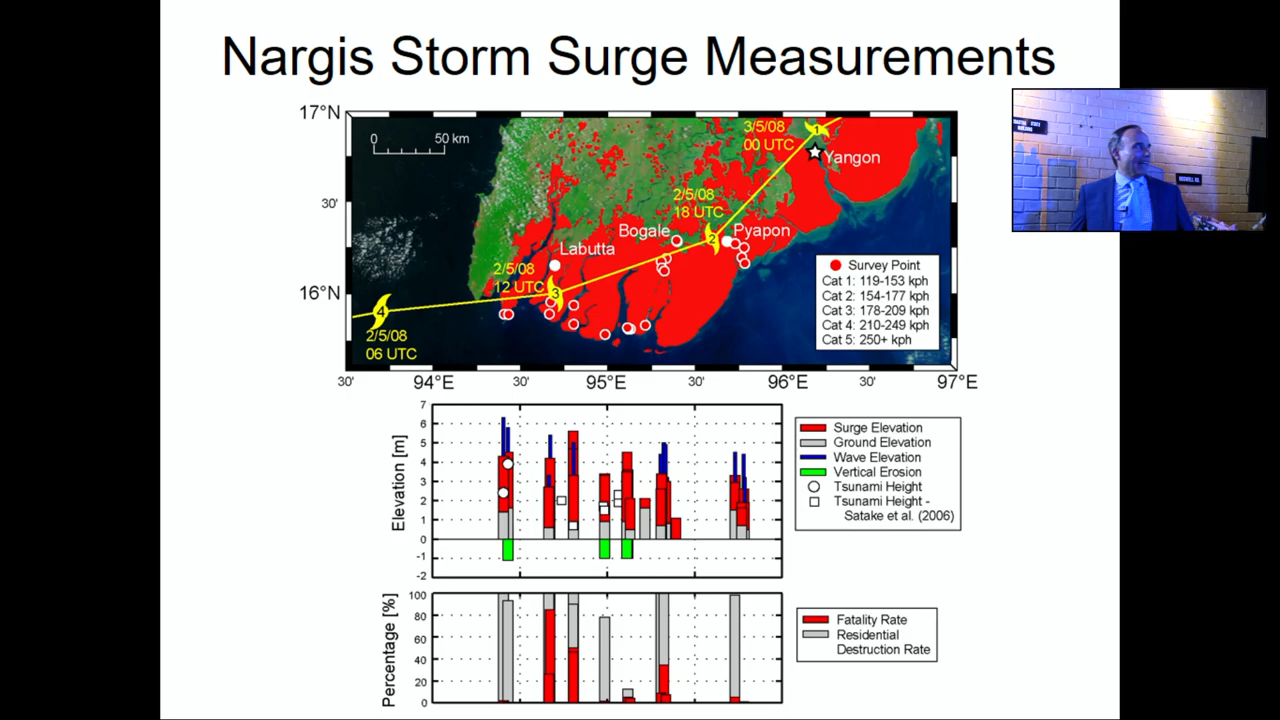 Nargis Storm Surge Measurements
17°N
30'
16°N
0 50 km
3/5/08
00 UTC
1
Yangon
2/5/08
18 UTC
2
Bogale
Pyapon
Labutta
2/5/08
12 UTC
3
4
2/5/08
06 UTC
Survey Point
Cat 1: 119-153 kph
Cat 2: 154-177 kph
Cat 3: 178-209 kph
Cat 4: 210-249 kph
Cat 5: 250+ kph
30' 94°E 30' 95°E 30' 96°E 30' 97°E
Elevation [m]
7
6
5
4
3
2
1
0
-1
-2
Surge Elevation
Ground Elevation
Wave Elevation
Vertical Erosion
Tsunami Height
Tsunami Height -
Satake et al. (2006)
Percentage [%]
100
80
60
40
20
0
Fatality Rate
Residential
Destruction Rate
STATE
BUILDING
ROSWELL RD.